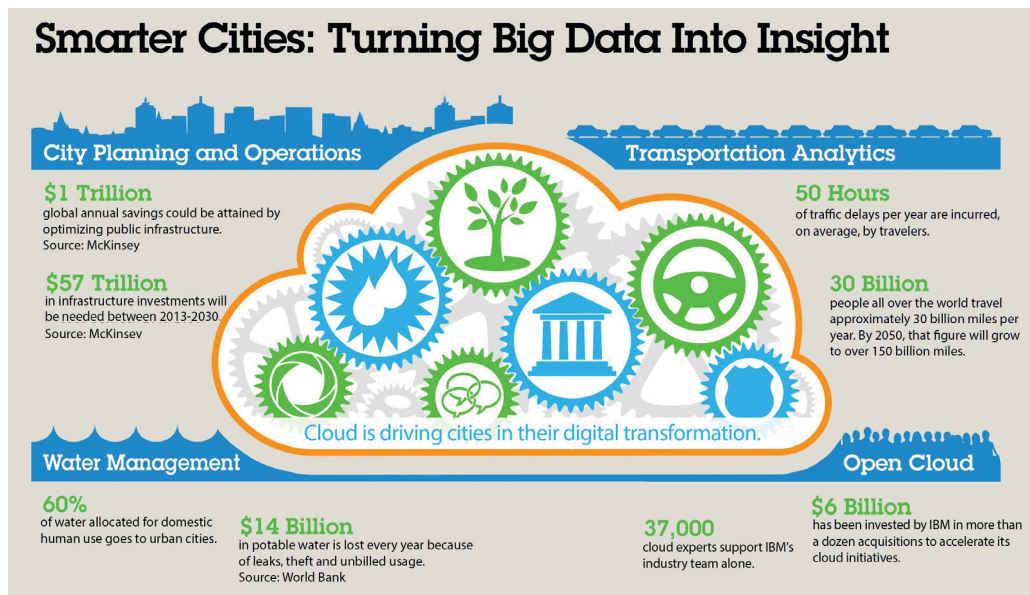 Smarter Cities: Turning Big Data Into Insight
City Planning and Operations
$1 Trillion
global annual savings could be attained by
optimizing public infrastructure.
Source: McKinsey
$57 Trillion
in infrastructure investments will
be needed between 2013-2030.
Source: McKinsey
Transportation Analytics
50 Hours
of traffic delays per year are incurred,
on average, by travelers.
30 Billion
people all over the world travel
approximately 30 billion miles per
year. By 2050, that figure will grow
to over 150 billion miles.
Cloud is driving cities in their digital transformation.
Water Management
60%
of water allocated for domestic
human use goes to urban cities.
$14 Billion
in potable water is lost every year because
of leaks, theft and unbilled usage.
Source: World Bank
Open Cloud
37,000
cloud experts support IBM's
industry team alone.
$6 Billion
has been invested by IBM in more than
a dozen acquisitions to accelerate its
cloud initiatives.